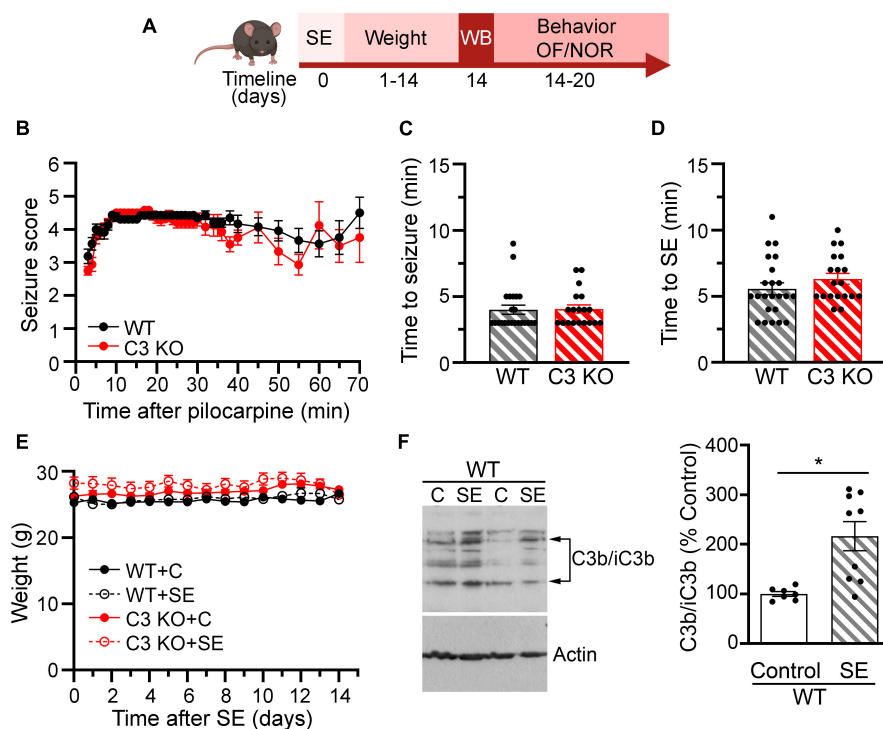 A
SE Weight WB Behavior
OF/NOR
Timeline
(days)
0 1-14 14 14-20
B
Seizure score
6
5
4
3
2
1
0
WT
C3 KO
0 10 20 30 40 50 60 70
Time after pilocarpine (min)
C
Time to seizure (min)
15
10
5
0
WT C3 KO
D
Time to SE (min)
15
10
5
0
WT C3 KO
E
Weight (g)
30
20
10
0
WT+C
WT+SE
C3 KO+C
C3 KO+SE
0 2 4 6 8 10 12 14
Time after SE (days)
F
WT
C SE C SE
C3b/iC3b
Actin
C3b/iC3b (% Control)
400
300
200
100
0
*
Control SE
WT